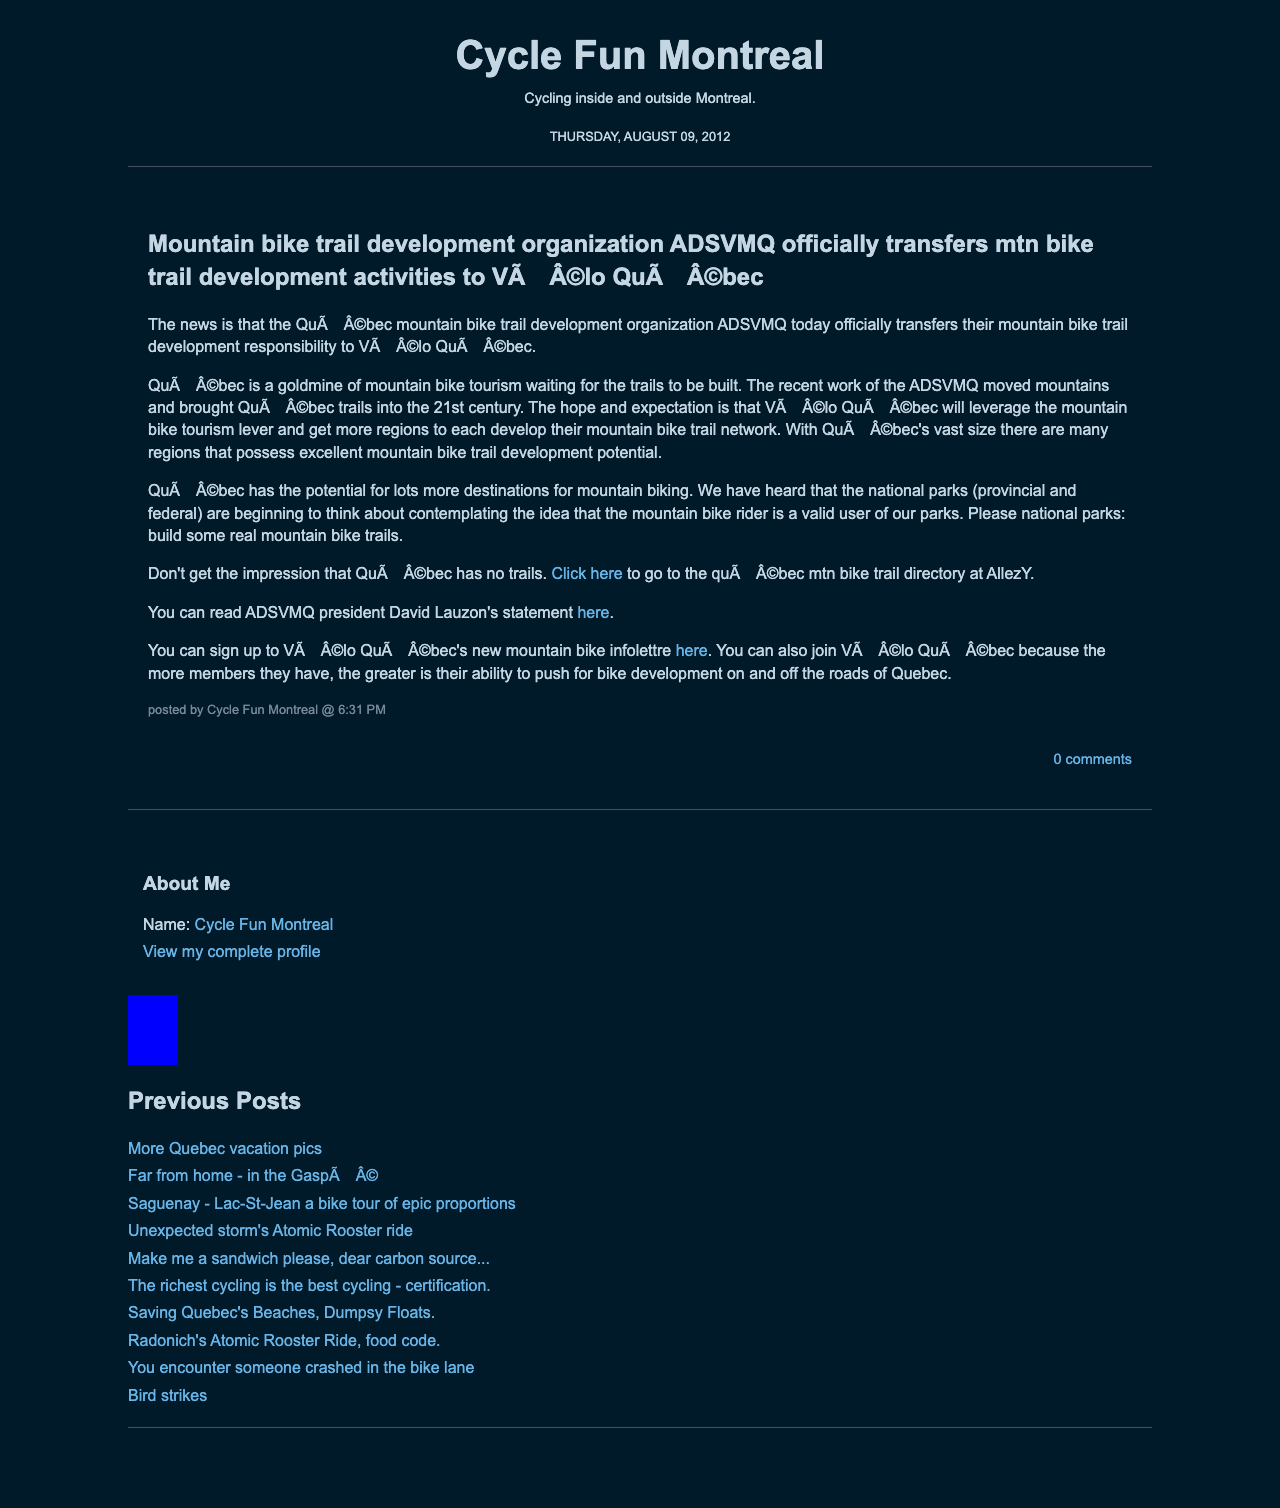 Cycle Fun Montreal
Cycling inside and outside Montreal.
THURSDAY, AUGUST 09, 2012
Mountain bike trail development organization ADSVMQ officially transfers mtn bike
trail development activities to VÃ Â©lo QuÃ Â©bec
The news is that the QuÃ Â©bec mountain bike trail development organization ADSVMQ today officially transfers their mountain bike trail
development responsibility to VÃ Â©lo QuÃ Â©bec.
QuÃ Â©bec is a goldmine of mountain bike tourism waiting for the trails to be built. The recent work of the ADSVMQ moved mountains
and brought QuÃ Â©bec trails into the 21st century. The hope and expectation is that VÃ Â©lo QuÃ Â©bec will leverage the mountain
bike tourism lever and get more regions to each develop their mountain bike trail network. With QuÃ Â©bec's vast size there are many
regions that possess excellent mountain bike trail development potential.
QuÃ Â©bec has the potential for lots more destinations for mountain biking. We have heard that the national parks (provincial and
federal) are beginning to think about contemplating the idea that the mountain bike rider is a valid user of our parks. Please national parks:
build some real mountain bike trails.
Don't get the impression that QuÃ Â©bec has no trails. Click here to go to the quÃ Â©bec mtn bike trail directory at AllezY.
You can read ADSVMQ president David Lauzon's statement here.
You can sign up to VÃ Â©lo QuÃ Â©bec's new mountain bike infolettre here. You can also join VÃ Â©lo QuÃ Â©bec because the
more members they have, the greater is their ability to push for bike development on and off the roads of Quebec.
posted by Cycle Fun Montreal @ 6:31 PM
0 comments
About Me
Name: Cycle Fun Montreal
View my complete profile
Previous Posts
More Quebec vacation pics
Far from home - in the GaspÃ Â©
Saguenay - Lac-St-Jean a bike tour of epic proportions
Unexpected storm's Atomic Rooster ride
Make me a sandwich please, dear carbon source...
The richest cycling is the best cycling - certification.
Saving Quebec's Beaches, Dumpsy Floats.
Radonich's Atomic Rooster Ride, food code.
You encounter someone crashed in the bike lane
Bird strikes